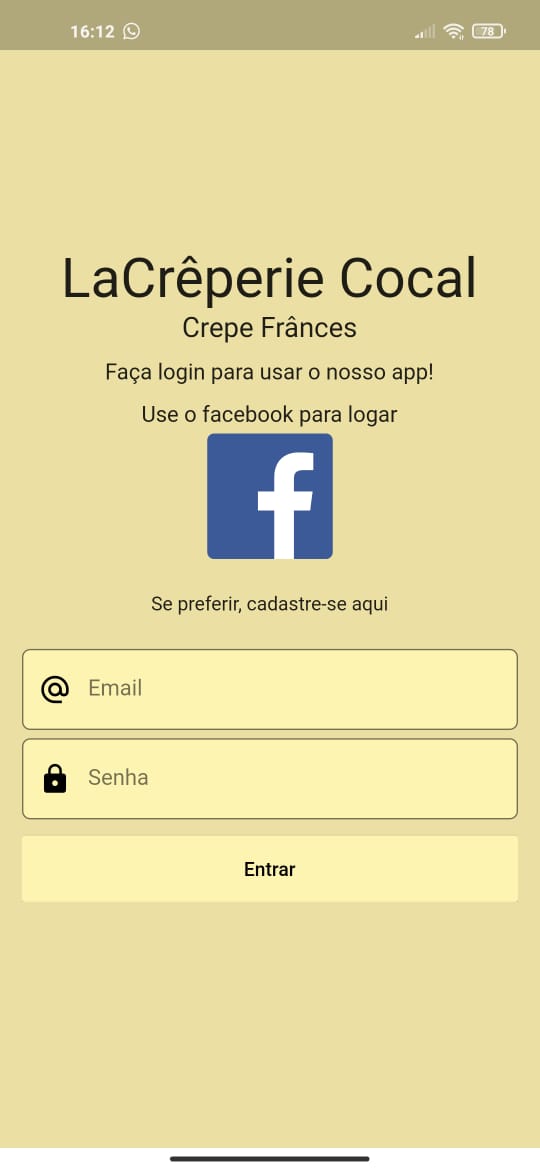 16:12
78
LaCrêperie Cocal
Crepe Frânces
Faça login para usar o nosso app!
Use o facebook para logar
f
Se preferir, cadastre-se aqui
Email
Senha
Entrar